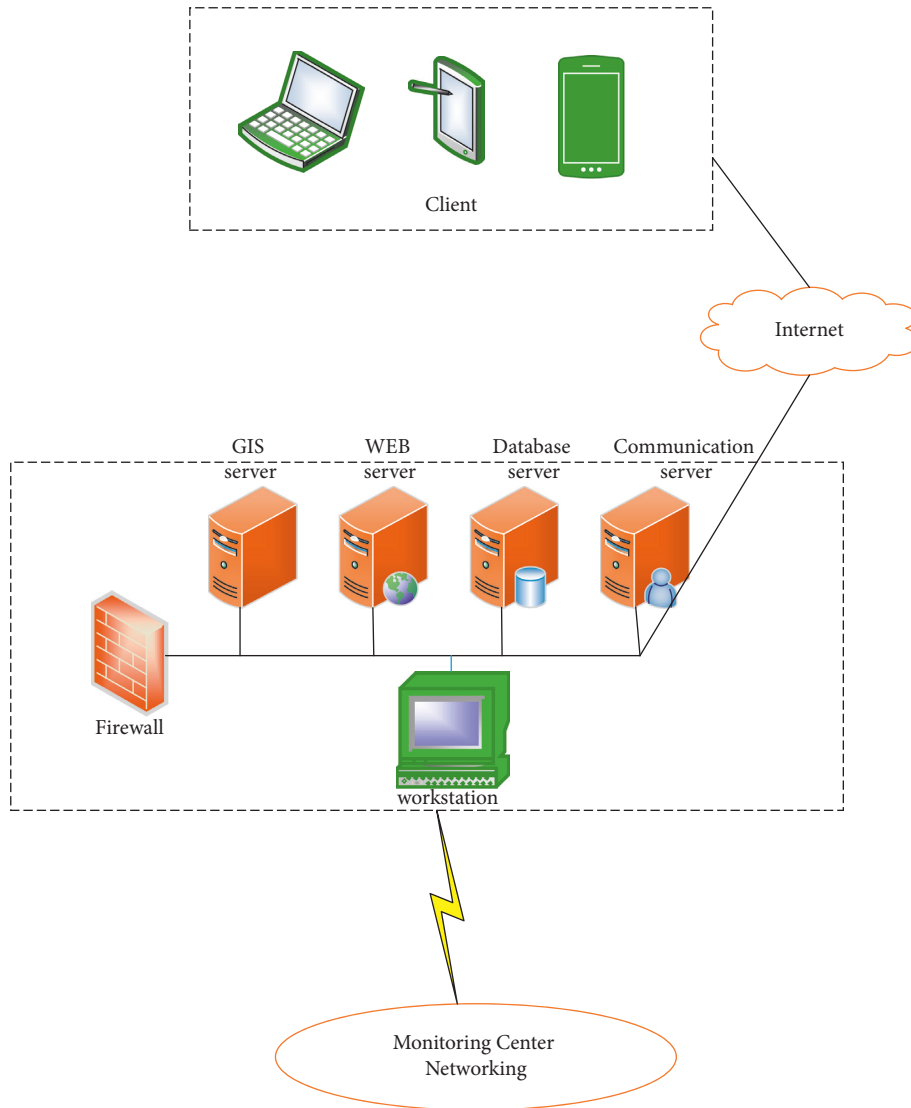 Client
Internet
GIS
server
WEB
server
Database
server
Communication
server
Firewall
workstation
Monitoring Center
Networking